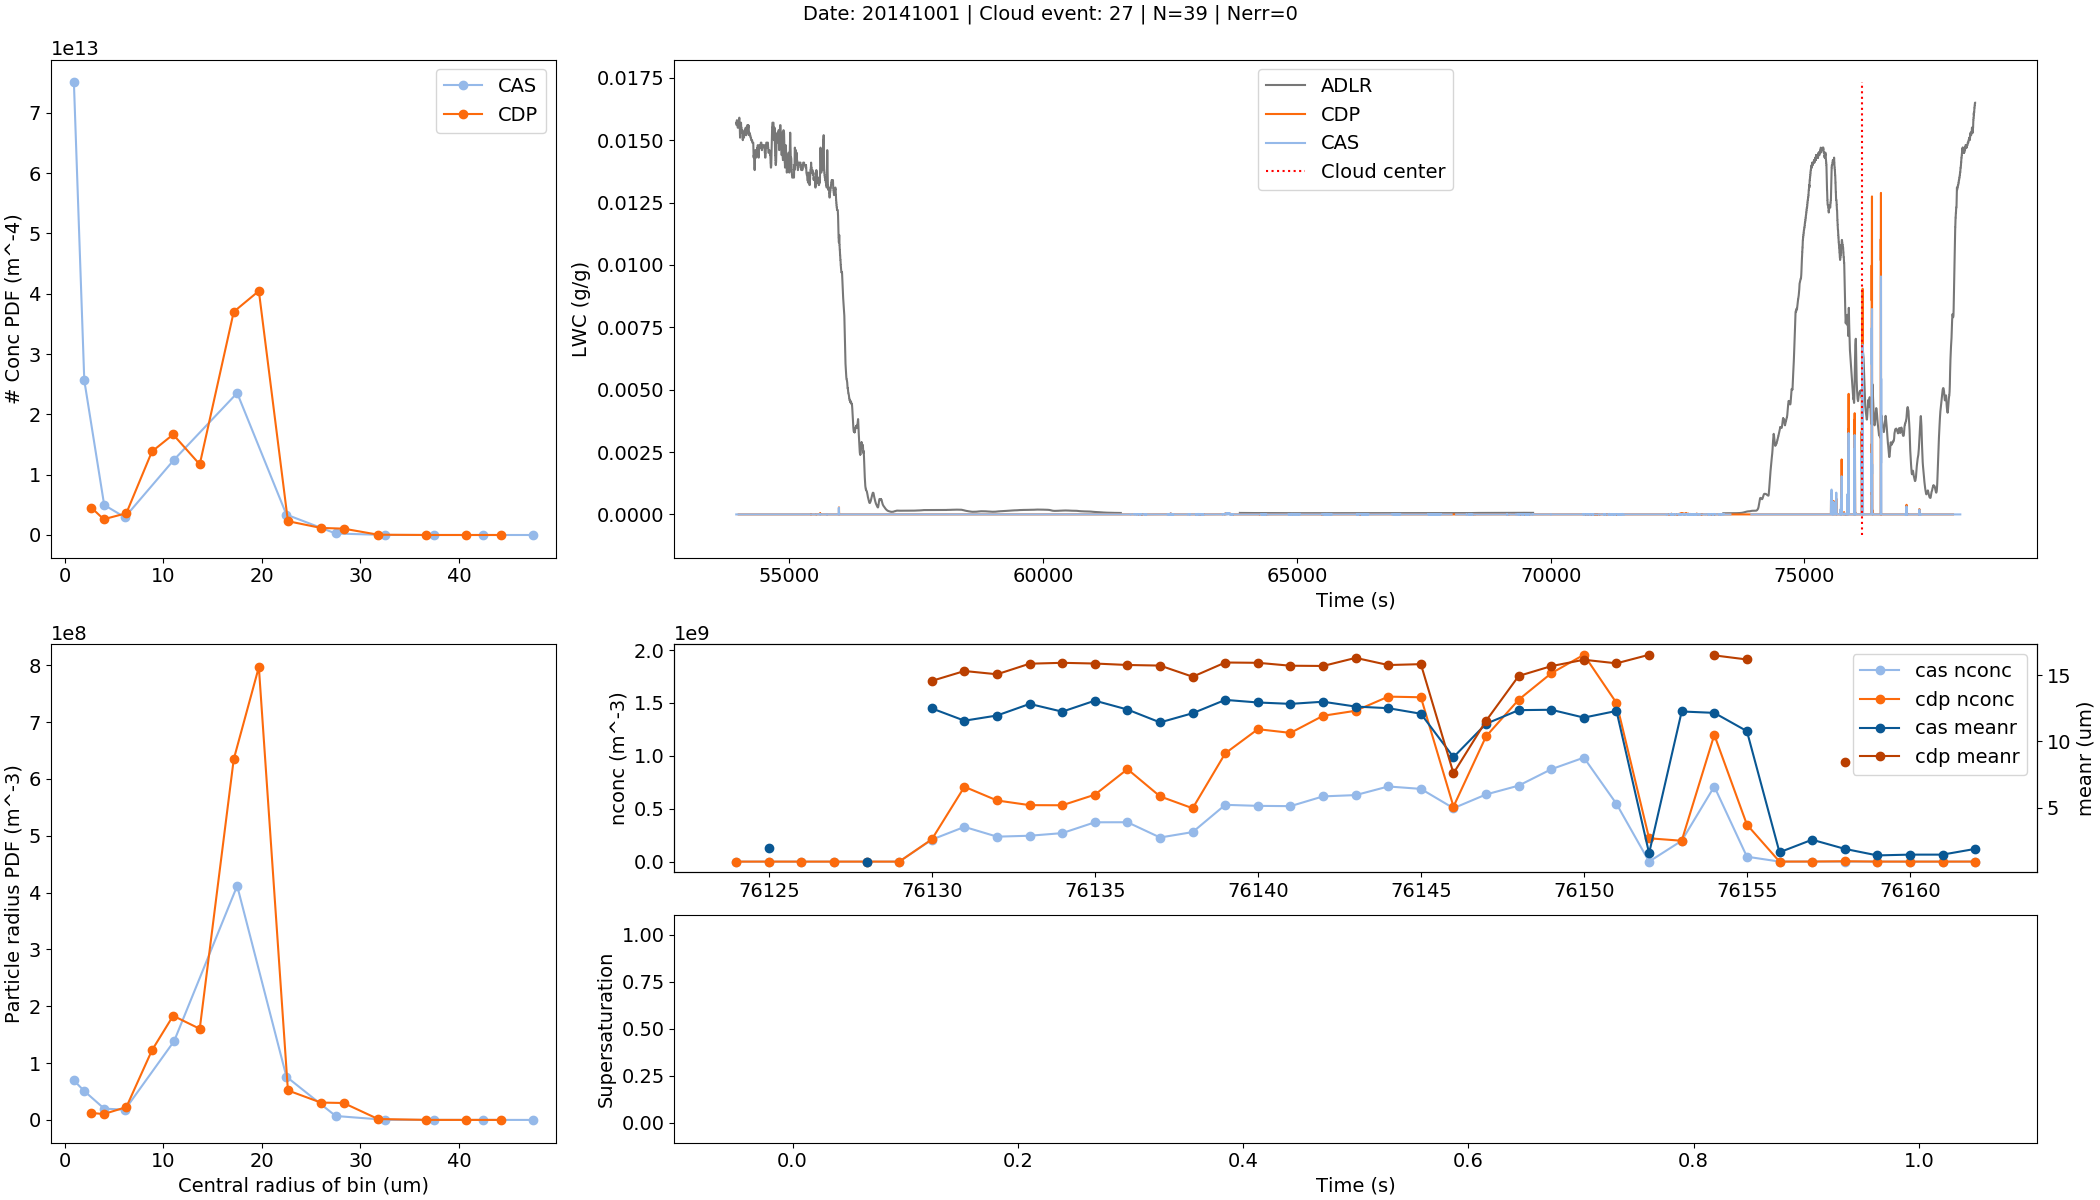 Date: 20141001 | Cloud event: 27 | N=39 | Nerr=0
1e13
# Conc PDF (m^-4)
7
6
5
4
3
2
1
0
0 10 20 30 40
CAS
CDP
LWC (g/g)
0.0175
0.0150
0.0125
0.0100
0.0075
0.0050
0.0025
0.0000
55000 60000 65000 70000 75000
Time (s)
ADLR
CDP
CAS
Cloud center
1e8
Particle radius PDF (m^-3)
8
7
6
5
4
3
2
1
0
0 10 20 30 40
Central radius of bin (um)
1e9
nconc (m^-3)
2.0
1.5
1.0
0.5
0.0
76125 76130 76135 76140 76145 76150 76155 76160
cas nconc
cdp nconc
cas meanr
cdp meanr
15
10
5
meanr (um)
Supersaturation
1.00
0.75
0.50
0.25
0.00
0.0 0.2 0.4 0.6 0.8 1.0
Time (s)